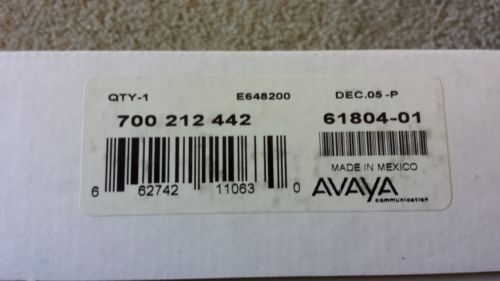 QTY-1 E648200 DEC.05-P
700 212 442 61804-01
MADE IN MEXICO
6 62742 11063 0 AVAYA
communication